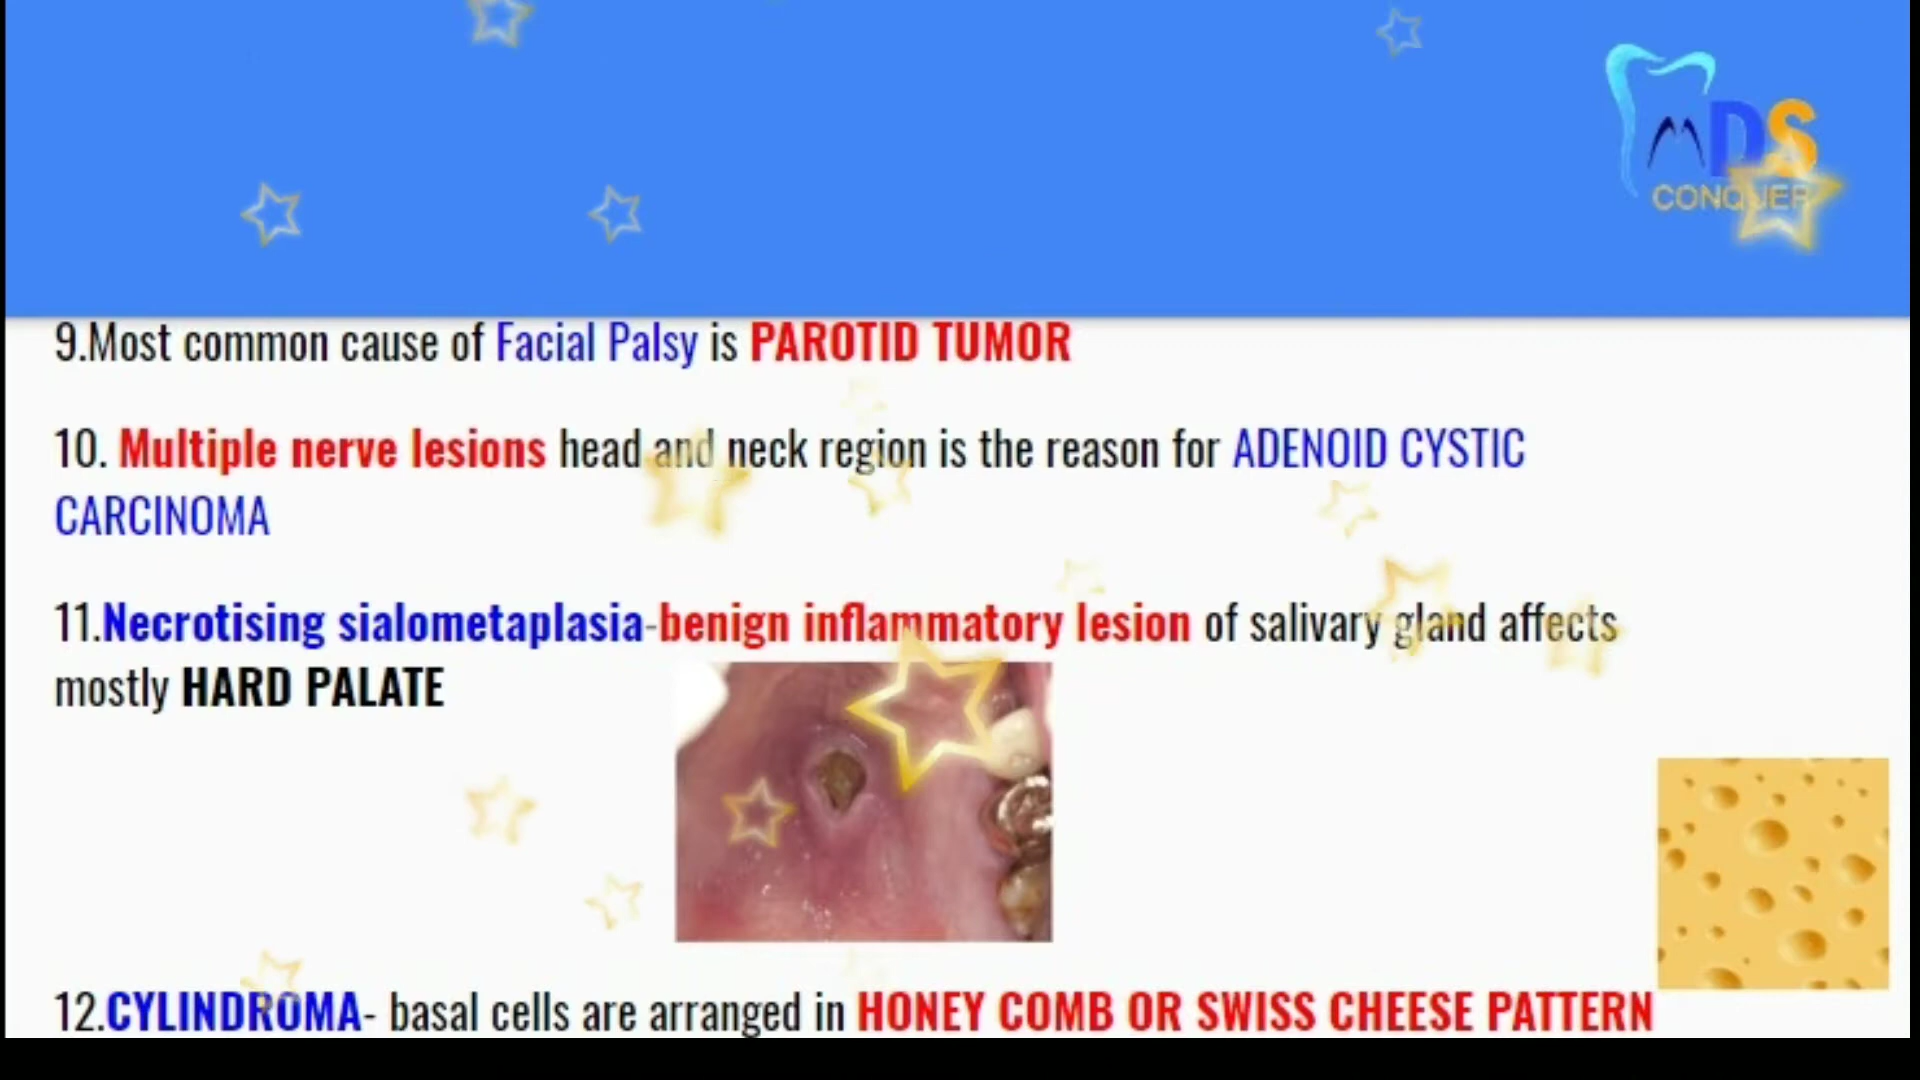 MDS
CONQUER
9.Most common cause of Facial Palsy is PAROTID TUMOR
10. Multiple nerve lesions head and neck region is the reason for ADENOID CYSTIC
CARCINOMA
11.Necrotising sialometaplasia-benign inflammatory lesion of salivary gland affects
mostly HARD PALATE
12.CYLINDROMA- basal cells are arranged in HONEY COMB OR SWISS CHEESE PATTERN